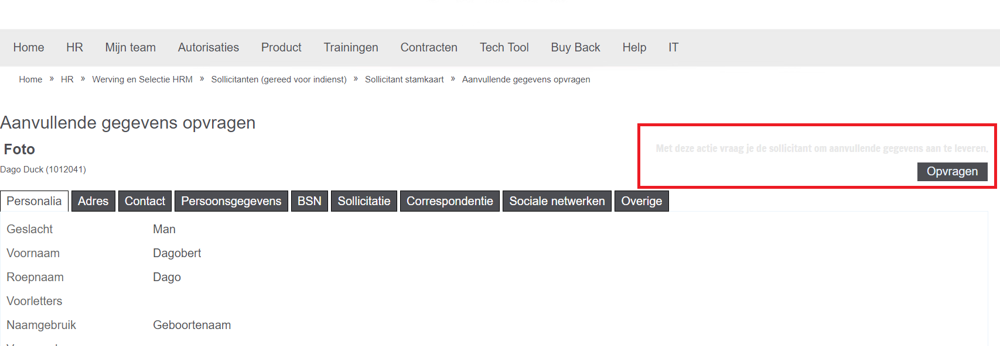 Home HR Mijn team Autorisaties Product Trainingen Contracten Tech Tool Buy Back Help IT
Home » HR » Werving en Selectie HRM » Sollicitanten (gereed voor indienst) » Sollicitant stamkaart » Aanvullende gegevens opvragen
Aanvullende gegevens opvragen
Foto
Met deze actie vraag je de sollicitant om aanvullende gegevens aan te leveren.
Dago Duck (1012041)
Opvragen
Personalia Adres Contact Persoonsgegevens BSN Sollicitatie Correspondentie Sociale netwerken Overige
Geslacht Man
Voornaam Dagobert
Roepnaam Dago
Voorletters
Naamgebruik Geboortenaam